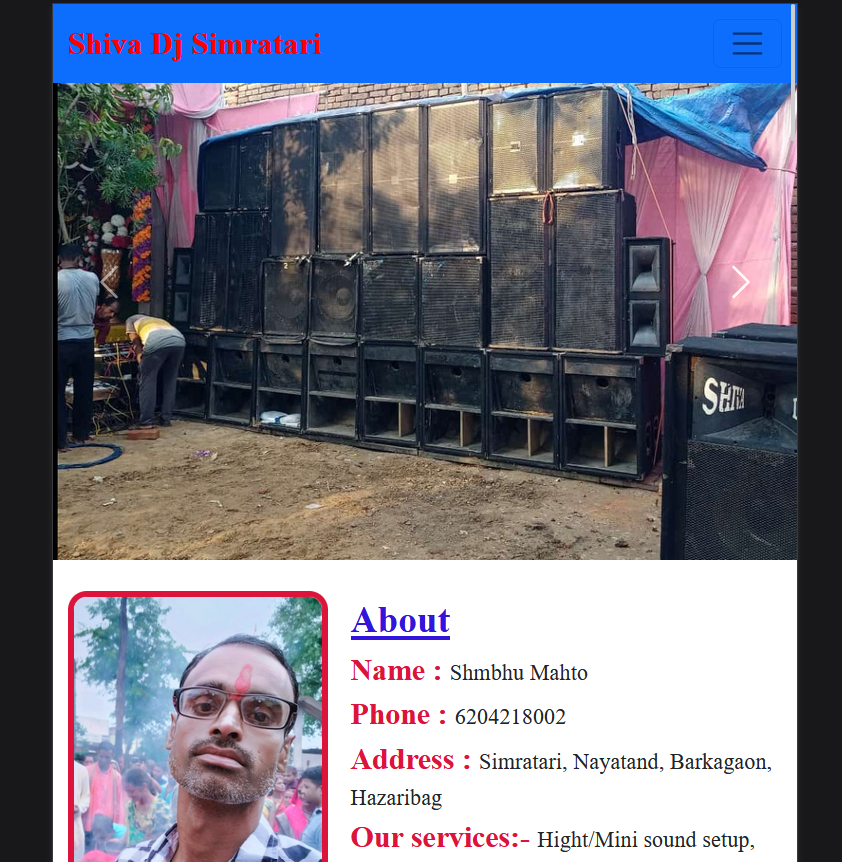 Shiva Dj Simratari
2
SHIVA
About
Name : Shmbhu Mahto
Phone : 6204218002
Address : Simratari, Nayatand, Barkagaon,
Hazaribag
Our services:- Hight/Mini sound setup,